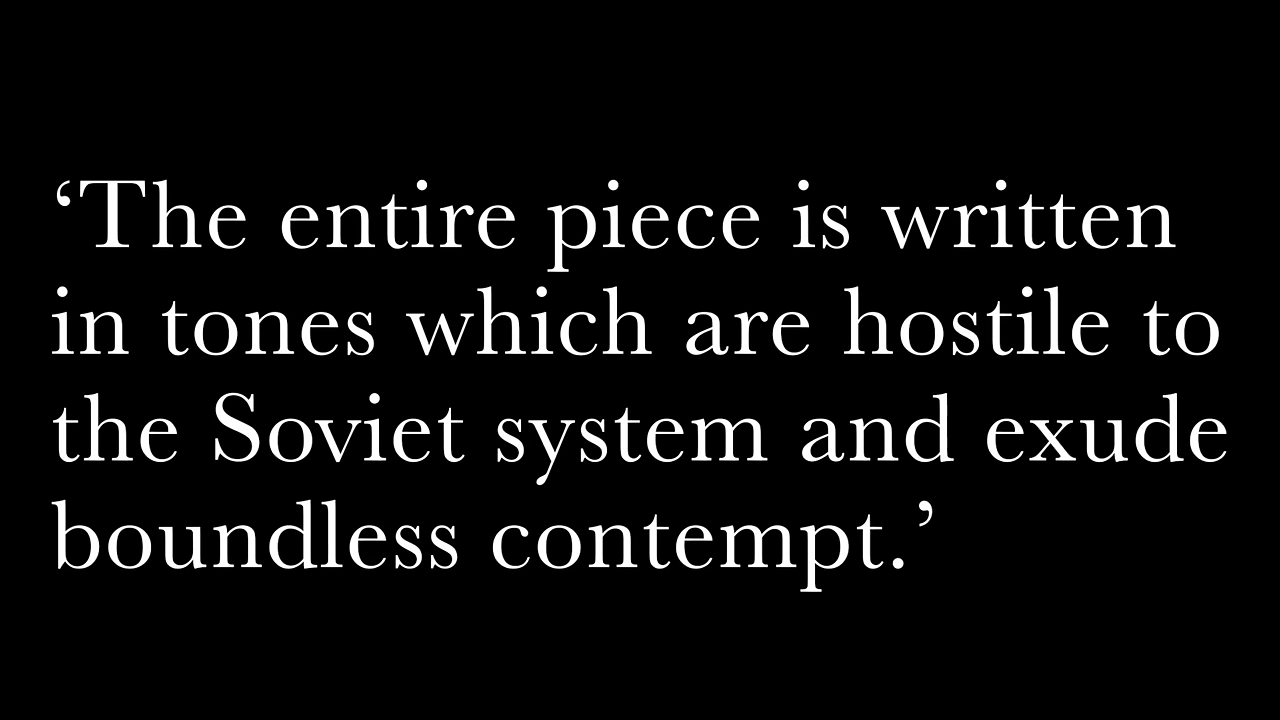 ‘The entire piece is written
in tones which are hostile to
the Soviet system and exude
boundless contempt.’